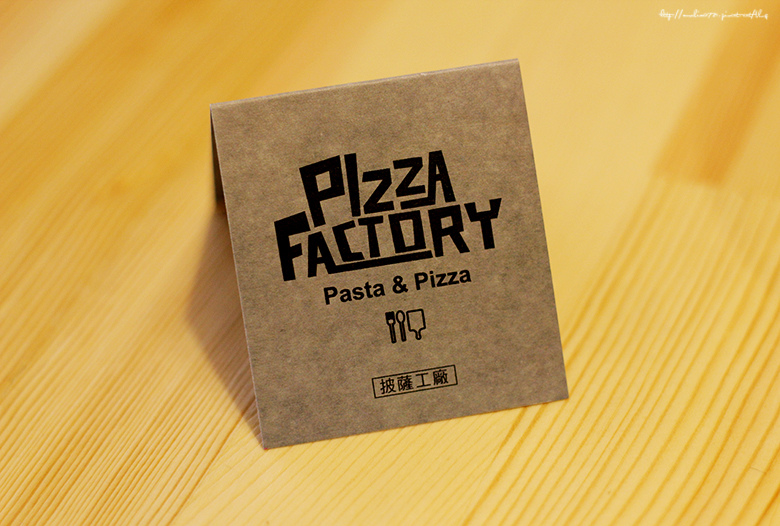 PIZZA
FACTORY
Pasta & Pizza
披薩工廠